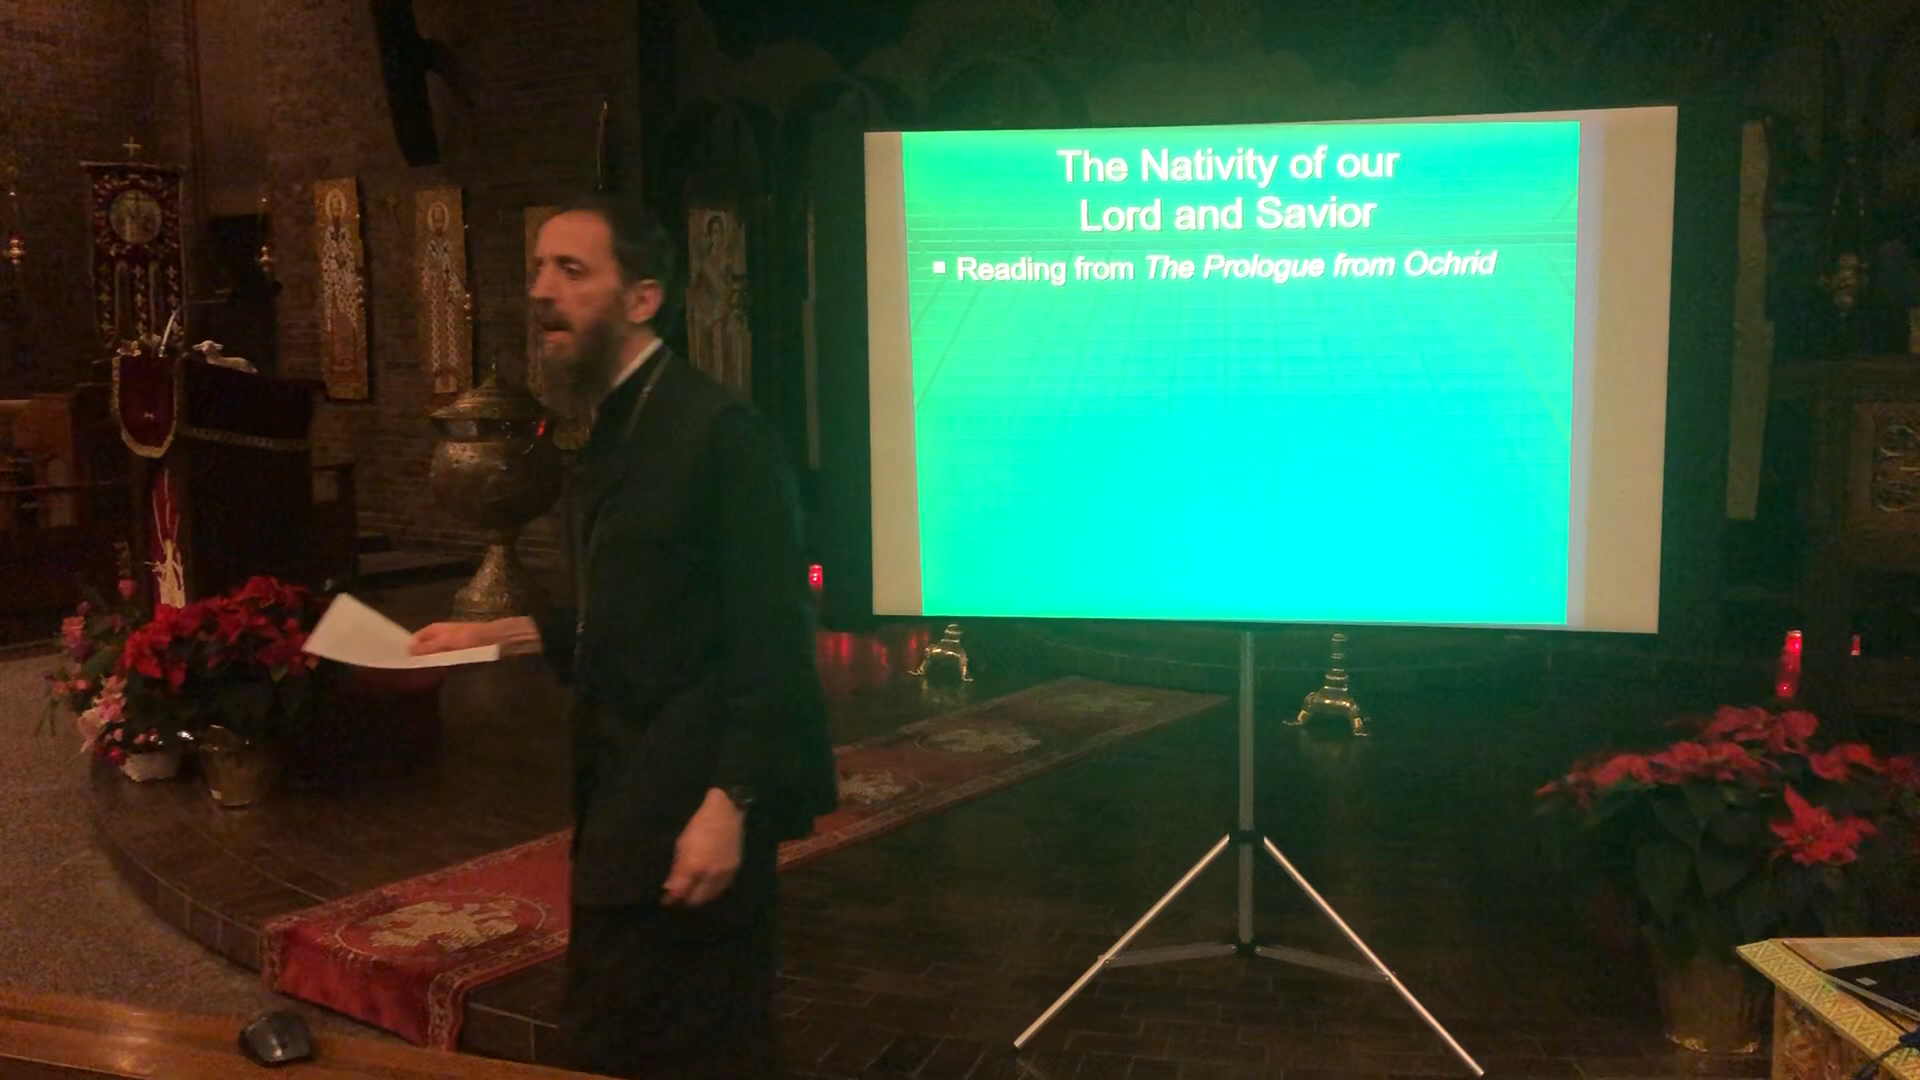 The Nativity of our
Lord and Savior
▪ Reading from The Prologue from Ochrid